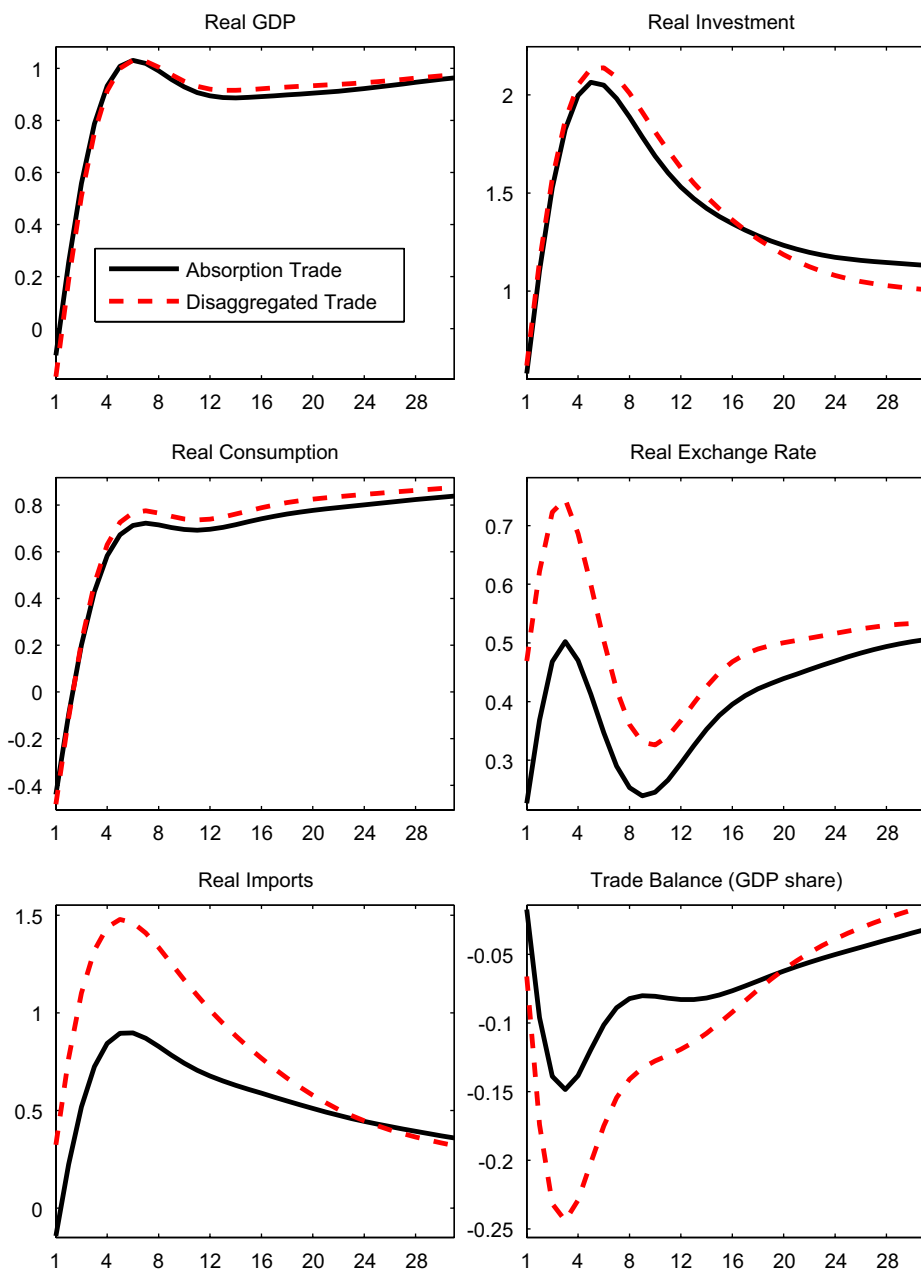 Real GDP
1
0.8
0.6
0.4
0.2
0
Absorption Trade
Disaggregated Trade
1 4 8 12 16 20 24 28
Real Investment
2
1.5
1
1 4 8 12 16 20 24 28
Real Consumption
0.8
0.6
0.4
0.2
0
-0.2
-0.4
1 4 8 12 16 20 24 28
Real Exchange Rate
0.7
0.6
0.5
0.4
0.3
1 4 8 12 16 20 24 28
Real Imports
1.5
1
0.5
0
1 4 8 12 16 20 24 28
Trade Balance (GDP share)
-0.05
-0.1
-0.15
-0.2
-0.25
1 4 8 12 16 20 24 28